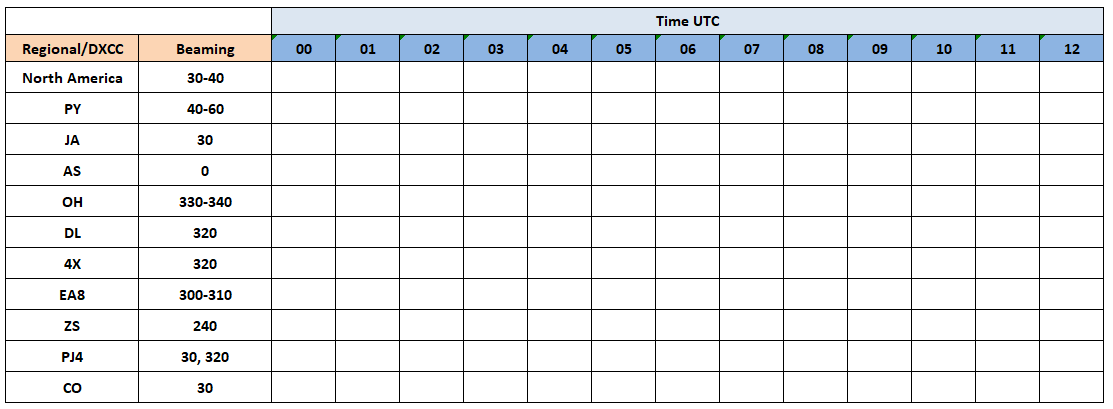 Time UTC
Regional/DXCC Beaming 00 01 02 03 04 05 06 07 08 09 10 11 12
North America 30-40
PY 40-60
JA 30
AS 0
OH 330-340
DL 320
4X 320
EA8 300-310
ZS 240
PJ4 30, 320
CO 30